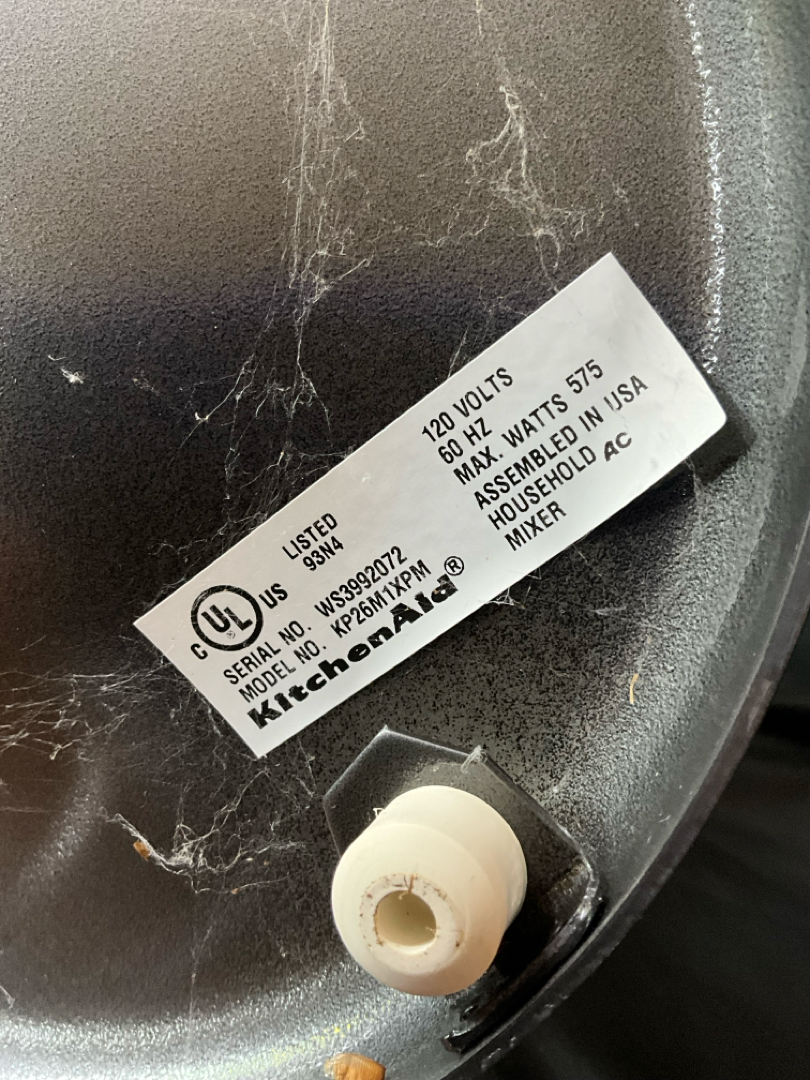 120 VOLTS
60 HZ
MAX. WATTS 575
ASSEMBLED IN USA
HOUSEHOLD AC
MIXER
LISTED
93N4
C UL ® US
SERIAL NO. WS3992072
MODEL NO. KP26M1XPM
KitchenAid®